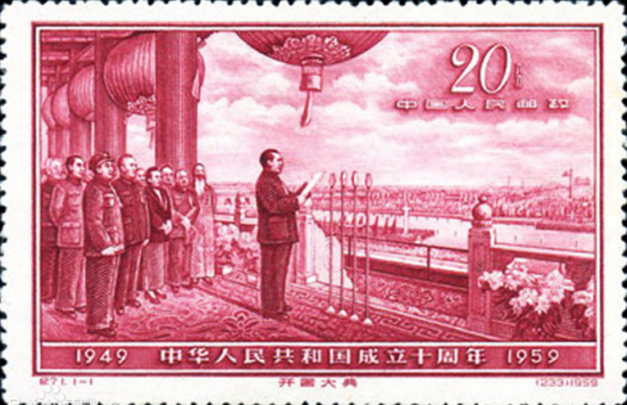 20分
中国人民邮政
1949 中华人民共和国成立十周年 1959
纪71.1-1 开国大典 (233)1959